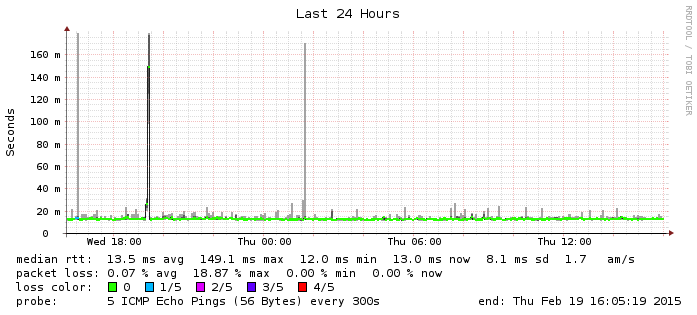 Last 24 Hours
RRDTOOL / TOBI OETIKER
Seconds
160 m
140 m
120 m
100 m
80 m
60 m
40 m
20 m
0
Wed 18:00 Thu 00:00 Thu 06:00 Thu 12:00
median rtt: 13.5 ms avg 149.1 ms max 12.0 ms min 13.0 ms now 8.1 ms sd 1.7 am/s
packet loss: 0.07 % avg 18.87 % max 0.00 % min 0.00 % now
loss color: 0 1/5 2/5 3/5 4/5
probe: 5 ICMP Echo Pings (56 Bytes) every 300s end: Thu Feb 19 16:05:19 2015